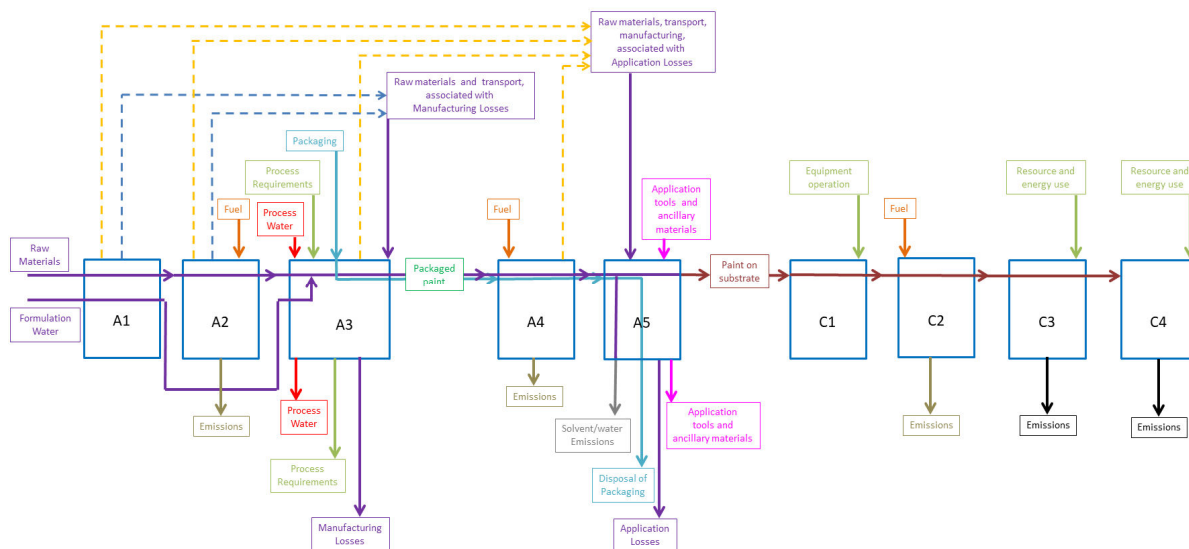 Raw materials, transport,
manufacturing,
associated with
Application Losses
Raw materials and transport,
associated with
Manufacturing Losses
Packaging
Process
Requirements
Equipment
operation
Resource and
energy use
Resource and
energy use
Application
tools and
ancillary
materials
Fuel
Process
Water
Fuel
Fuel
Raw
Materials
Packaged
paint
Paint on
substrate
Formulation
Water
A1
A2
A3
A4
A5
C1
C2
C3
C4
Emissions
Process
Water
Emissions
Solvent/water
Emissions
Application
tools and
ancillary materials
Emissions
Emissions
Emissions
Process
Requirements
Disposal of
Packaging
Manufacturing
Losses
Application
Losses